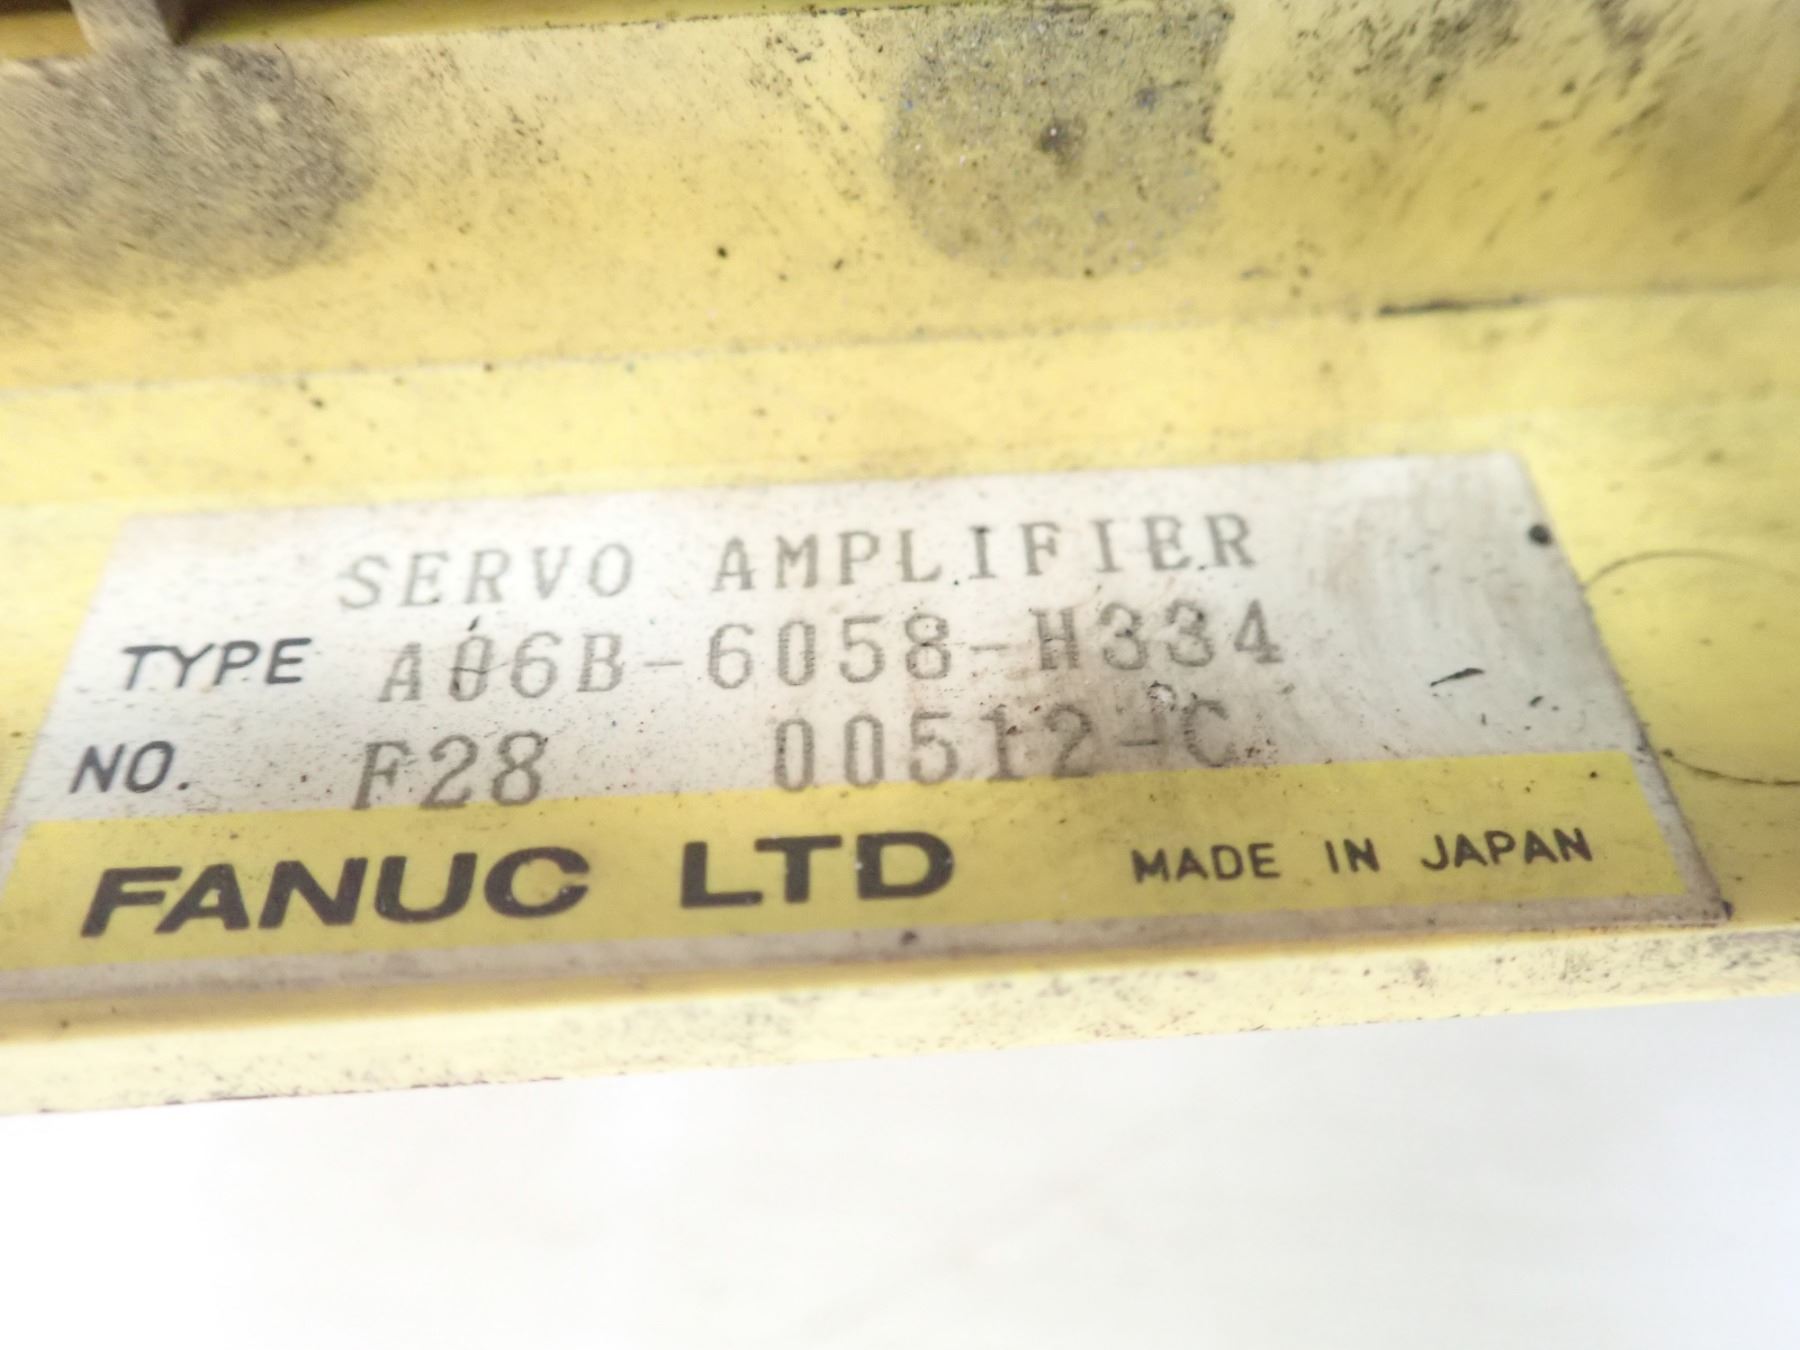 SERVO AMPLIFIER
TYPE A06B-6058-H334
NO. F28 00512-C
FANUC LTD MADE IN JAPAN